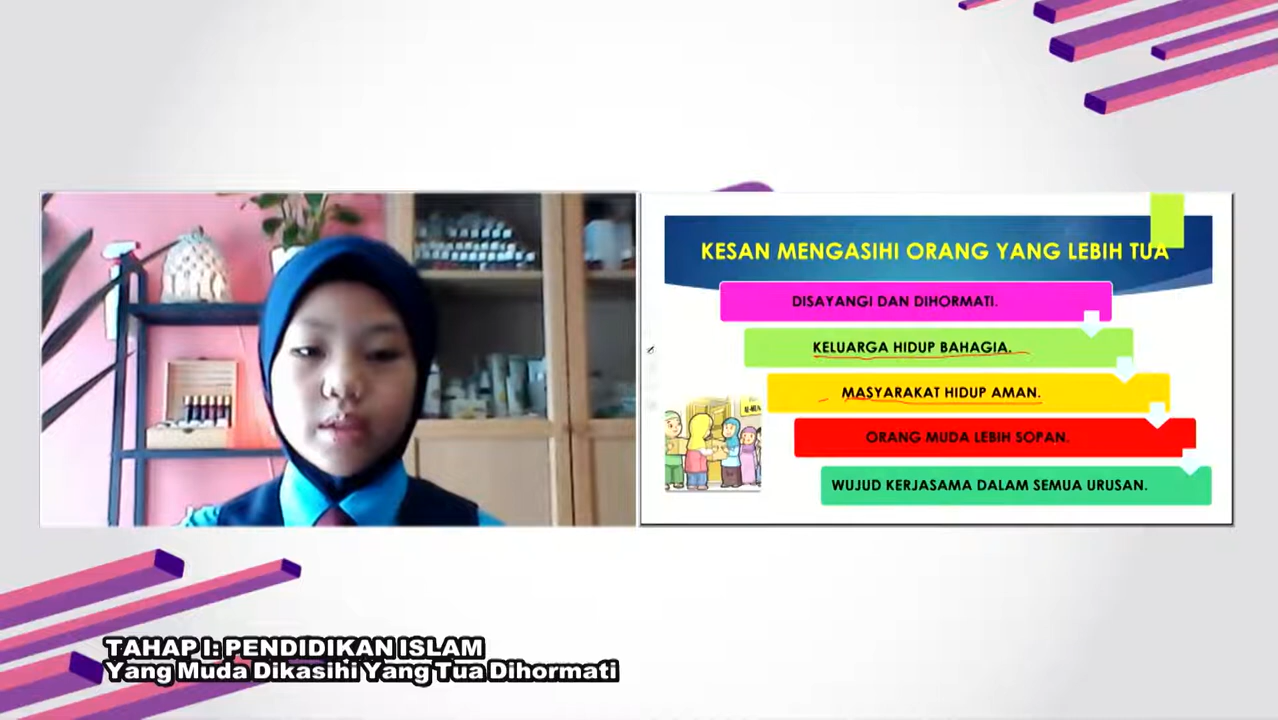 KESAN MENGASIHI ORANG YANG LEBIH TUA
DISAYANGI DAN DIHORMATI.
KELUARGA HIDUP BAHAGIA.
MASYARAKAT HIDUP AMAN.
ORANG MUDA LEBIH SOPAN.
WUJUD KERJASAMA DALAM SEMUA URUSAN.
TAHAP I: PENDIDIKAN ISLAM
Yang Muda Dikasihi Yang Tua Dihormati